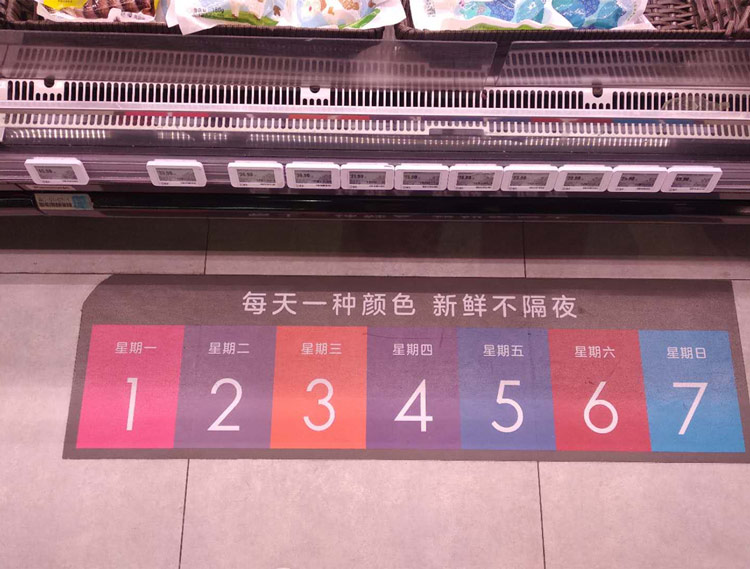 每天一种颜色 新鲜不隔夜
星期一 星期二 星期三 星期四 星期五 星期六 星期日
1 2 3 4 5 6 7